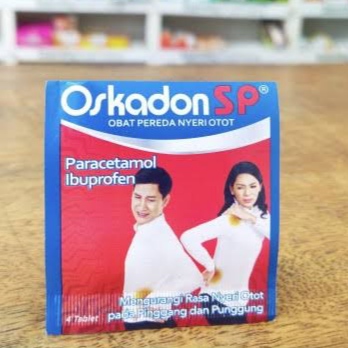 Oskadon SP®
OBAT PEREDA NYERI OTOT
Paracetamol
Ibuprofen
Mengurangi Rasa Nyeri Otot
pada Pinggang dan Punggung
4 Tablet